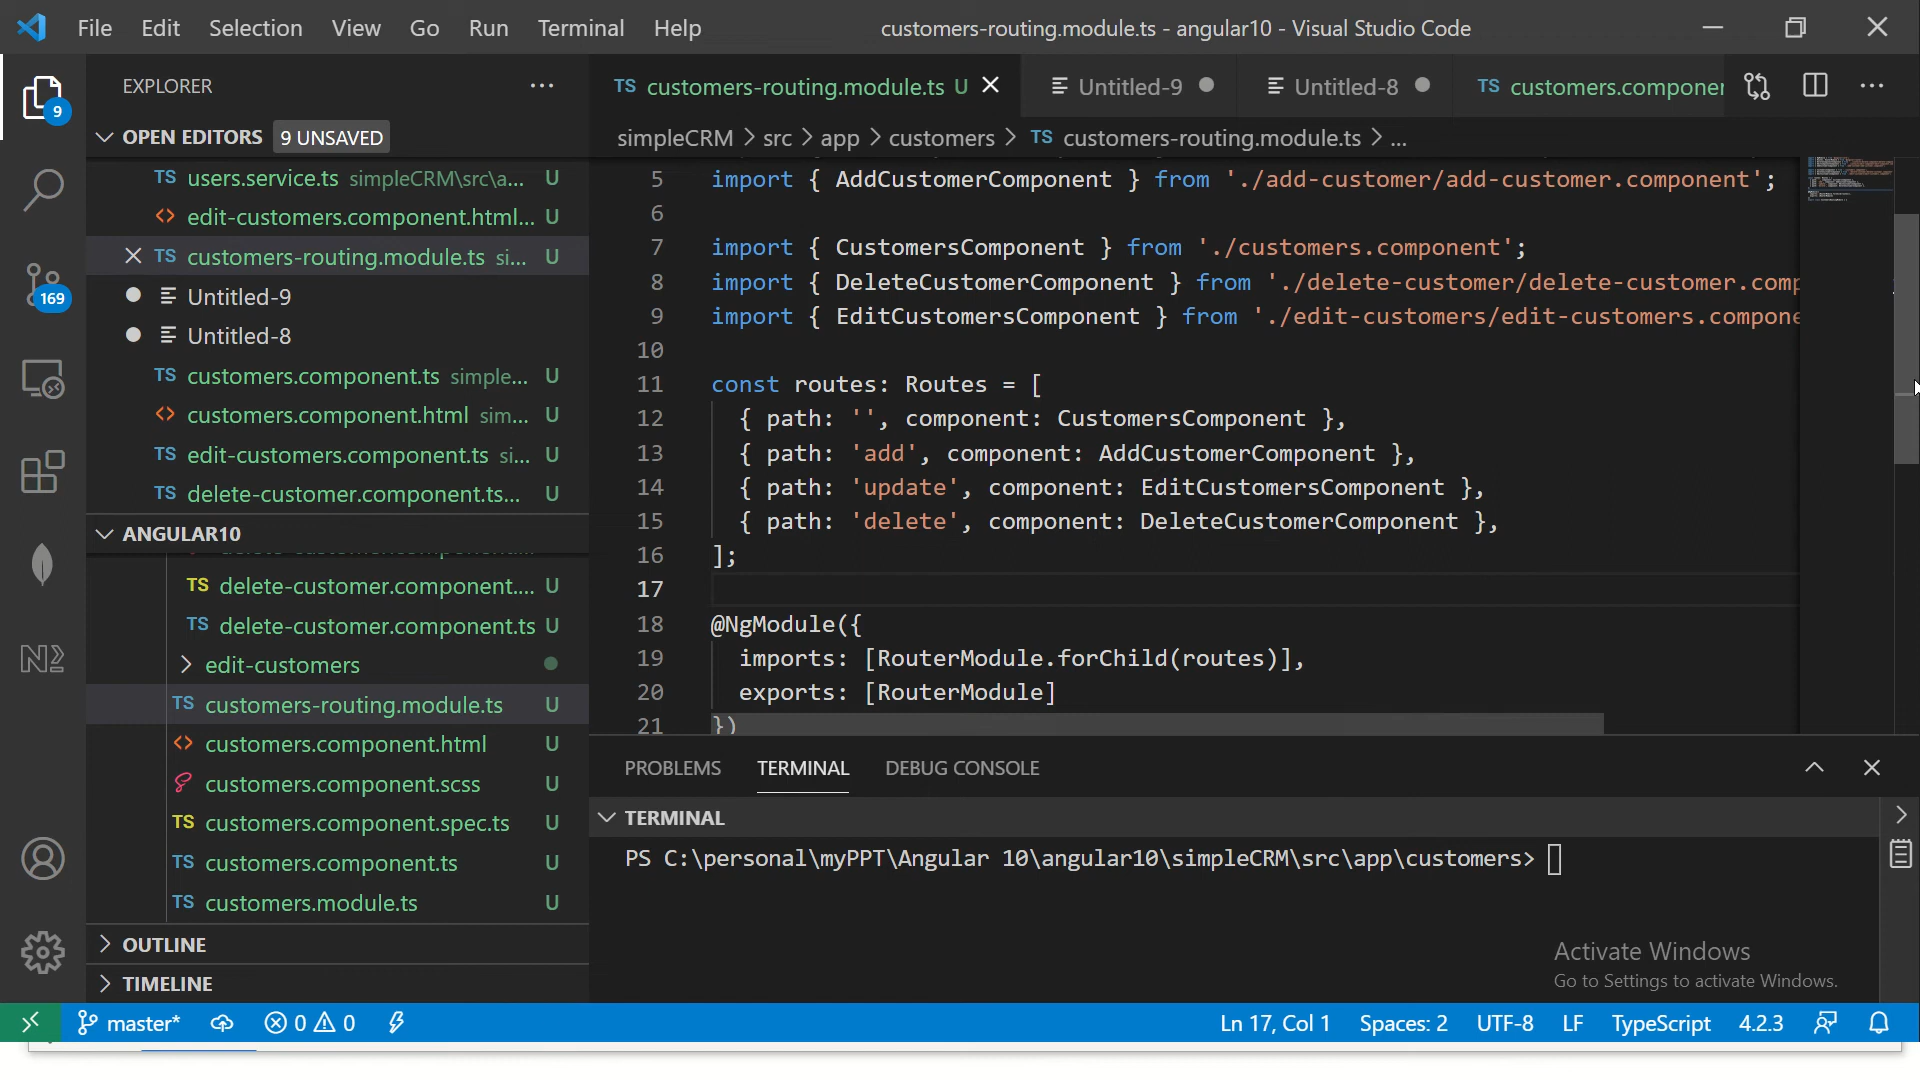 File Edit Selection View Go Run Terminal Help
customers-routing.module.ts - angular10 - Visual Studio Code
EXPLORER
9
OPEN EDITORS 9 UNSAVED
TS users.service.ts simpleCRM\src\a... U
<> edit-customers.component.html... U
TS customers-routing.module.ts si... U
Untitled-9
Untitled-8
TS customers.component.ts simple... U
<> customers.component.html sim... U
TS edit-customers.component.ts si... U
TS delete-customer.component.ts... U
169
ANGULAR10
TS delete-customer.component.... U
TS delete-customer.component.ts U
edit-customers
TS customers-routing.module.ts U
<> customers.component.html U
customers.component.scss U
TS customers.component.spec.ts U
TS customers.component.ts U
TS customers.module.ts U
OUTLINE
TIMELINE
TS customers-routing.module.ts U
Untitled-9
Untitled-8
TS customers.componen
simpleCRM > src > app > customers > TS customers-routing.module.ts > ...
5 import { AddCustomerComponent } from './add-customer/add-customer.component';
6
7 import { CustomersComponent } from './customers.component';
8 import { DeleteCustomerComponent } from './delete-customer/delete-customer.comp
9 import { EditCustomersComponent } from './edit-customers/edit-customers.compone
10
11 const routes: Routes = [
12 { path: '', component: CustomersComponent },
13 { path: 'add', component: AddCustomerComponent },
14 { path: 'update', component: EditCustomersComponent },
15 { path: 'delete', component: DeleteCustomerComponent },
16 ];
17
18 @NgModule({
19 imports: [RouterModule.forChild(routes)],
20 exports: [RouterModule]
21 })
PROBLEMS TERMINAL DEBUG CONSOLE
TERMINAL
PS C:\personal\myPPT\Angular 10\angular10\simpleCRM\src\app\customers>
Activate Windows
Go to Settings to activate Windows.
master* 0 0 Ln 17, Col 1 Spaces: 2 UTF-8 LF TypeScript 4.2.3